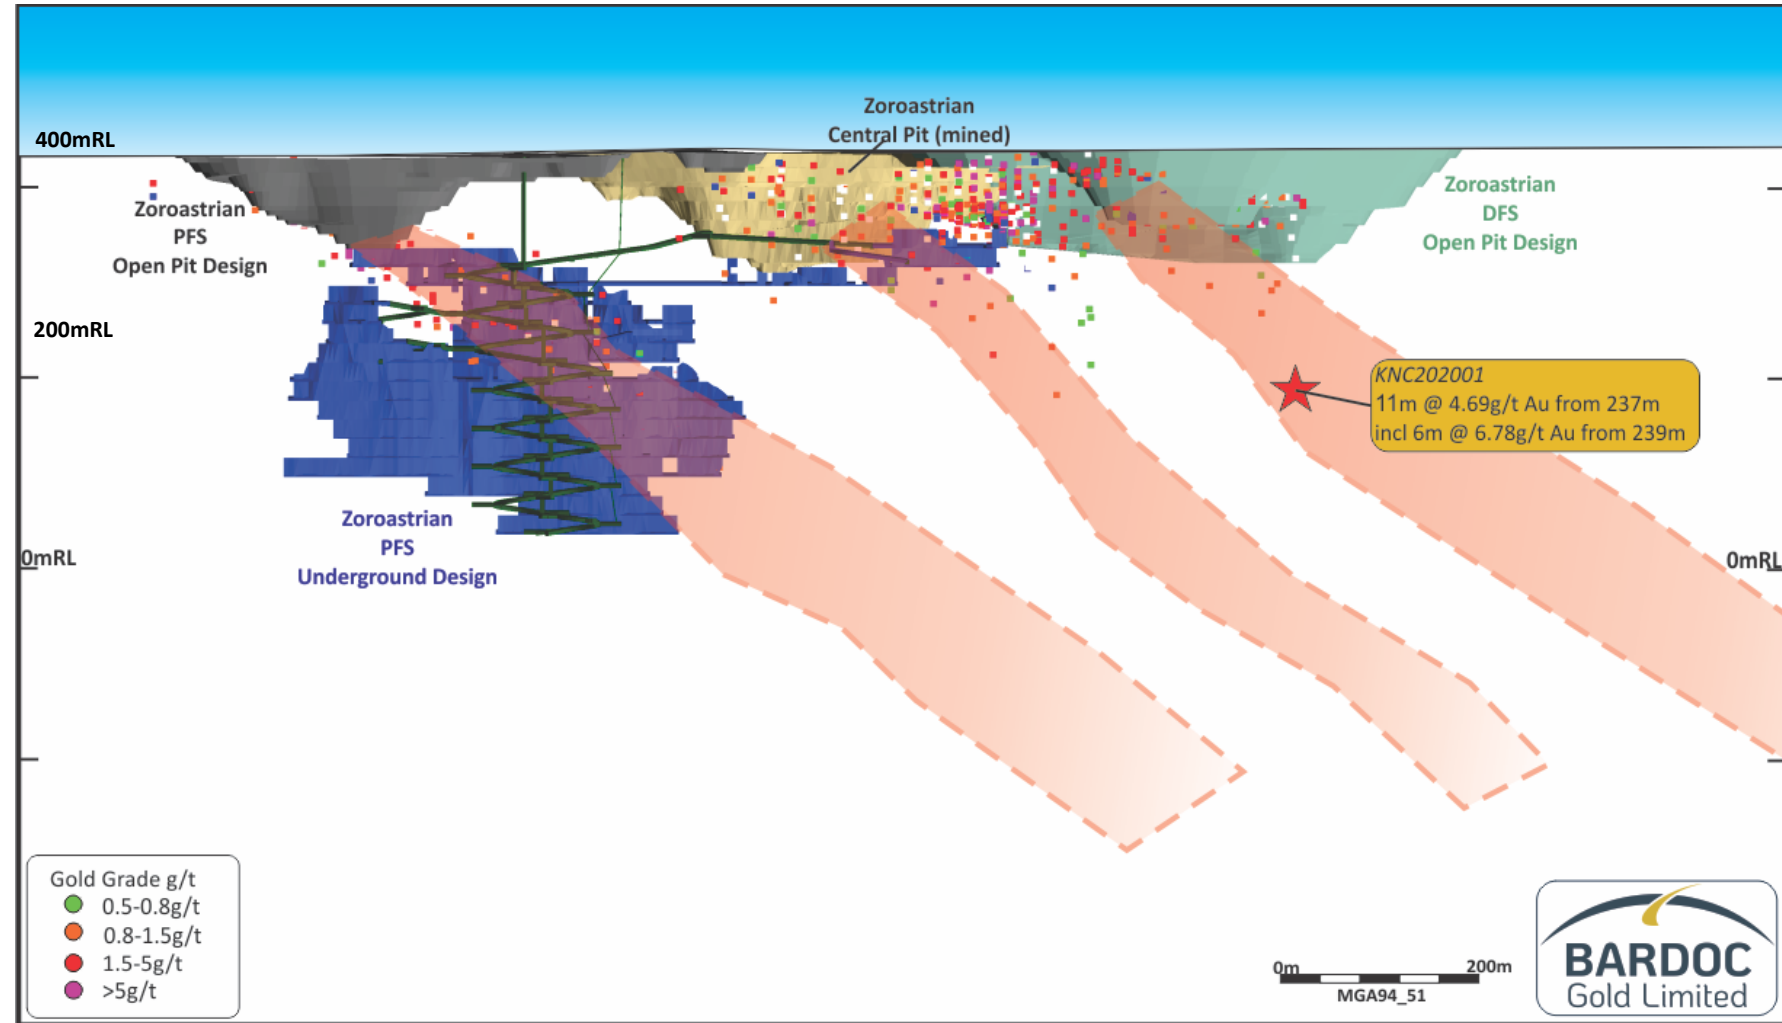 Zoroastrian
Central Pit (mined)
400mRL
Zoroastrian
PFS
Open Pit Design
Zoroastrian
DFS
Open Pit Design
200mRL
KNC202001
11m @ 4.69g/t Au from 237m
incl 6m @ 6.78g/t Au from 239m
Zoroastrian
PFS
Underground Design
0mRL
0mRL
Gold Grade g/t
0.5-0.8g/t
0.8-1.5g/t
1.5-5g/t
>5g/t
0m
200m
MGA94_51
BARDOC
Gold Limited